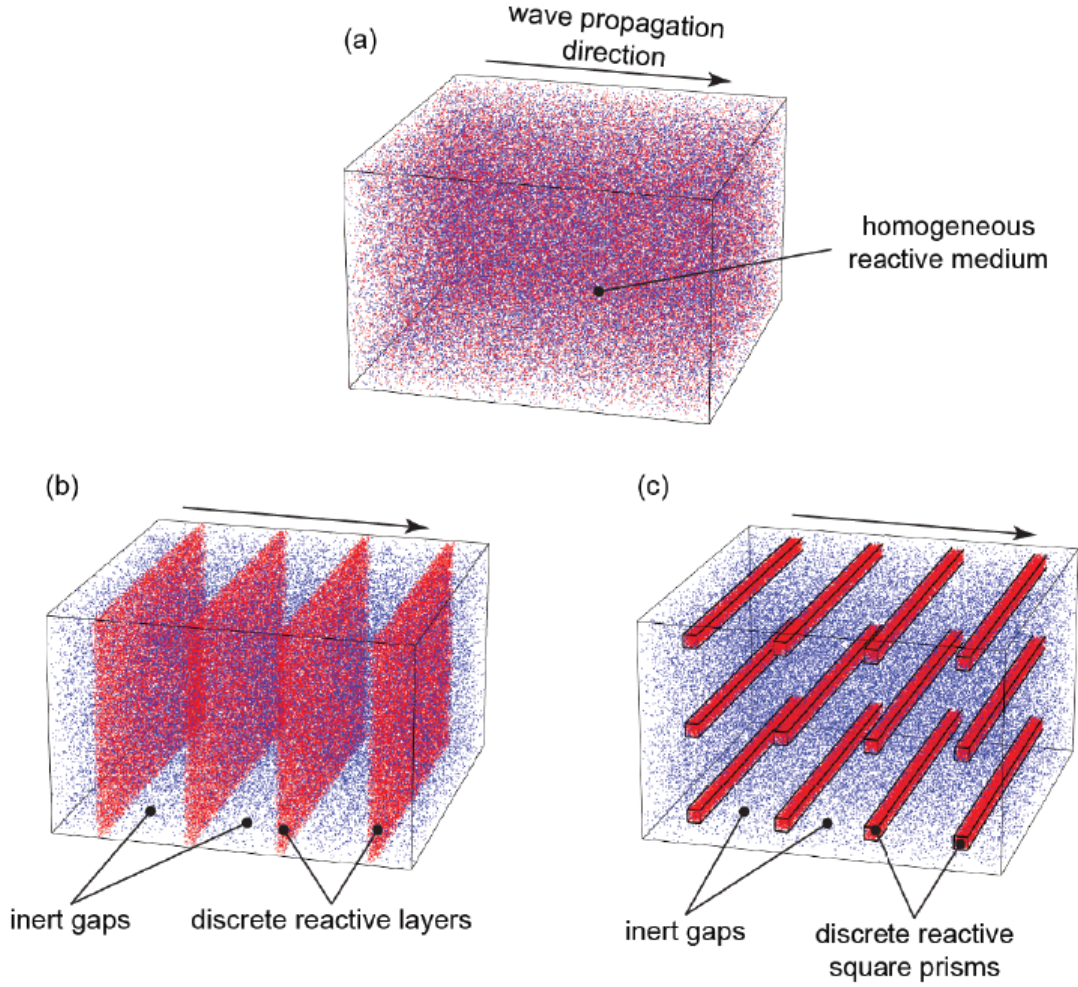 (a)
wave propagation
direction
homogeneous
reactive medium
(b)
inert gaps
discrete reactive layers
(c)
inert gaps
discrete reactive
square prisms